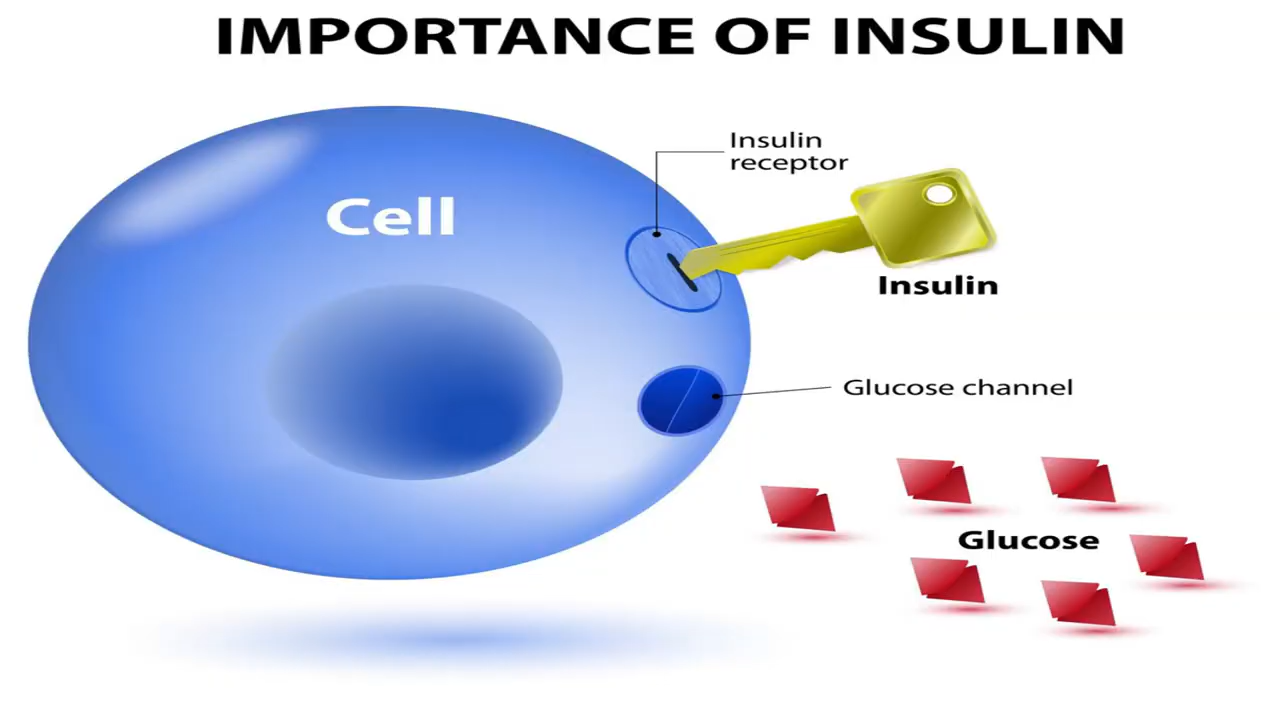 IMPORTANCE OF INSULIN
Insulin
receptor
Cell
Insulin
Glucose channel
Glucose